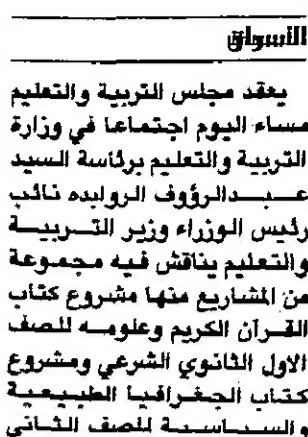 الأسواق
يعقد مجلس التربية والتعليم
مساء اليوم اجتماعا في وزارة
التربية والتعليم برئاسة السيد
عبدالرؤوف الروابده نائب
رئيس الوزراء وزير التربية
والتعليم يناقش فيه مجموعة
من المشاريع منها مشروع كتاب
القرآن الكريم وعلومه للصف
الاول الثانوي الشرعي ومشروع
كتاب الجغرافيا الطبيعية
والسياسية للصف الثاني